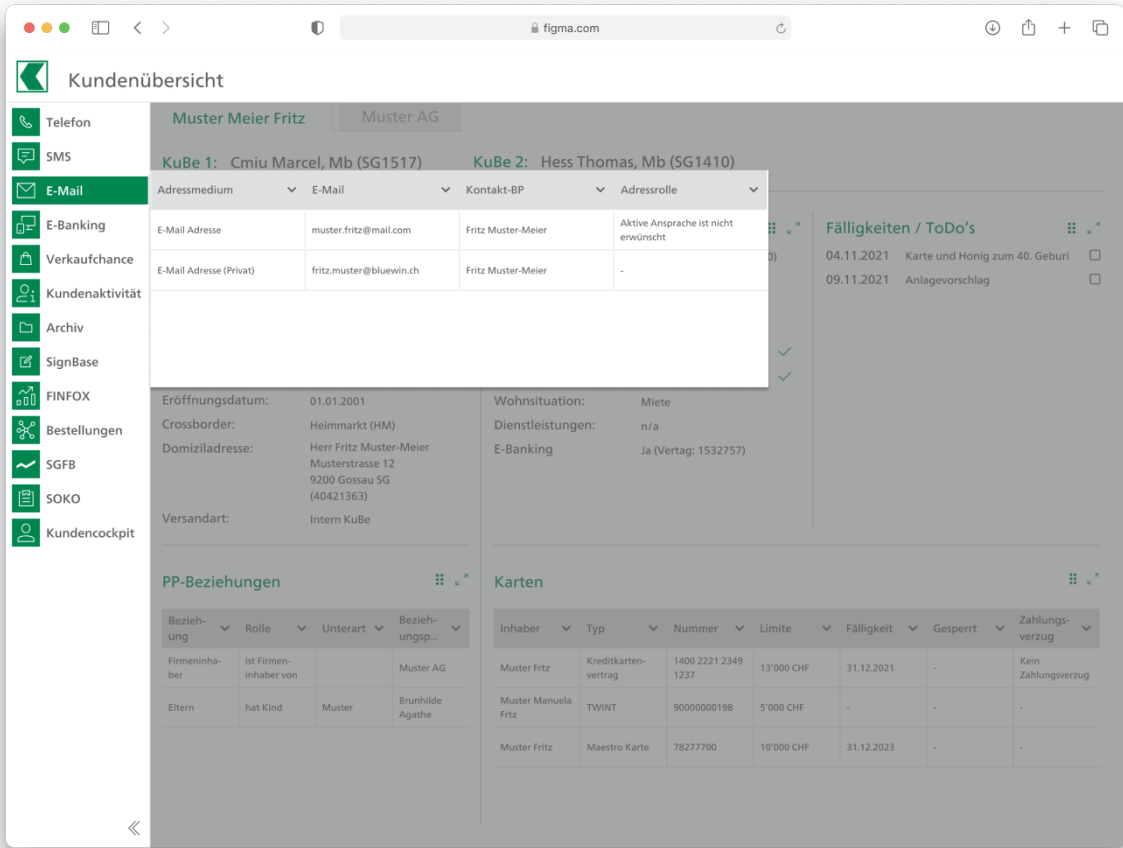 figma.com
Kundenübersicht
Telefon
SMS
E-Mail
E-Banking
Verkaufchance
Kundenaktivität
Archiv
SignBase
FINFOX
Bestellungen
SGFB
SOKO
Kundencockpit
Muster Meier Fritz
Muster AG
KuBe 1: Cmiu Marcel, Mb (SG1517)
KuBe 2: Hess Thomas, Mb (SG1410)
Adressmedium E-Mail Kontakt-BP Adressrolle
E-Mail Adresse muster.fritz@mail.com Fritz Muster-Meier Aktive Ansprache ist nicht
erwünscht
E-Mail Adresse (Privat) fritz.muster@bluewin.ch Fritz Muster-Meier -
0)
Fälligkeiten / ToDo's
04.11.2021 Karte und Honig zum 40. Geburi
09.11.2021 Anlagevorschlag
Eröffnungsdatum: 01.01.2001
Crossborder: Heimmarkt (HM)
Domiziladresse: Herr Fritz Muster-Meier
Musterstrasse 12
9200 Gossau SG
(40421363)
Versandart: Intern KuBe
Wohnsituation: Miete
Dienstleistungen: n/a
E-Banking Ja (Vertag: 1532757)
PP-Beziehungen
Bezieh-
ung
Rolle
Unterart
Bezieh-
ungsp...
Firmeninha-
ber
ist Firmen-
inhaber von
Muster AG
Eltern
hat Kind
Muster
Brunhilde
Agathe
Karten
Inhaber
Typ
Nummer
Limite
Fälligkeit
Gesperrt
Zahlungs-
verzug
Muster Frtz
Kreditkarten-
vertrag
1400 2221 2349
1237
13'000 CHF
31.12.2021
-
Kein
Zahlungsverzug
Muster Manuela
Frtz
TWINT
90000000198
5'000 CHF
-
-
-
Muster Fritz
Maestro Karte
78277700
10'000 CHF
31.12.2023
-
-